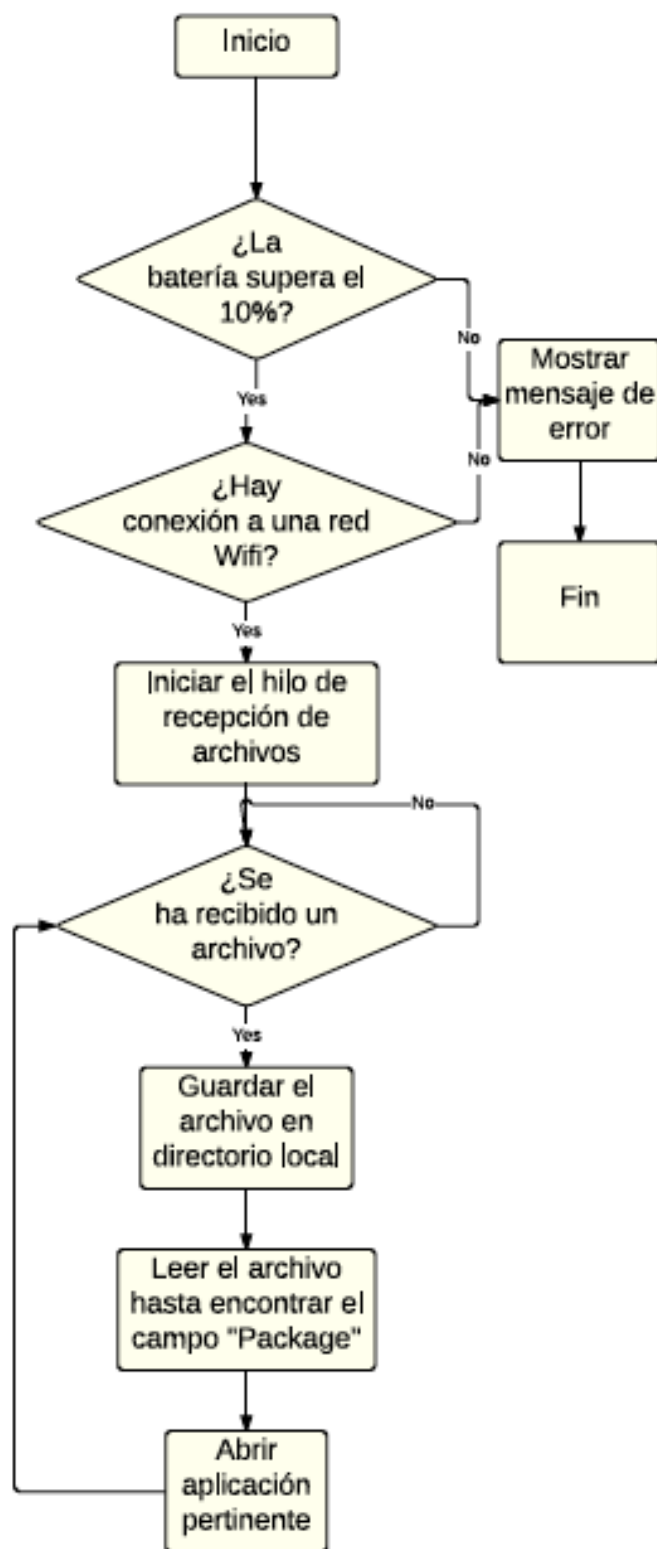 Inicio
¿La
batería supera el
10%?
No
Mostrar
mensaje de
error
Yes
No
¿Hay
conexión a una red
Wifi?
Fin
Yes
Iniciar el hilo de
recepción de
archivos
No
¿Se
ha recibido un
archivo?
Yes
Guardar el
archivo en
directorio local
Leer el archivo
hasta encontrar el
campo "Package"
Abrir
aplicación
pertinente